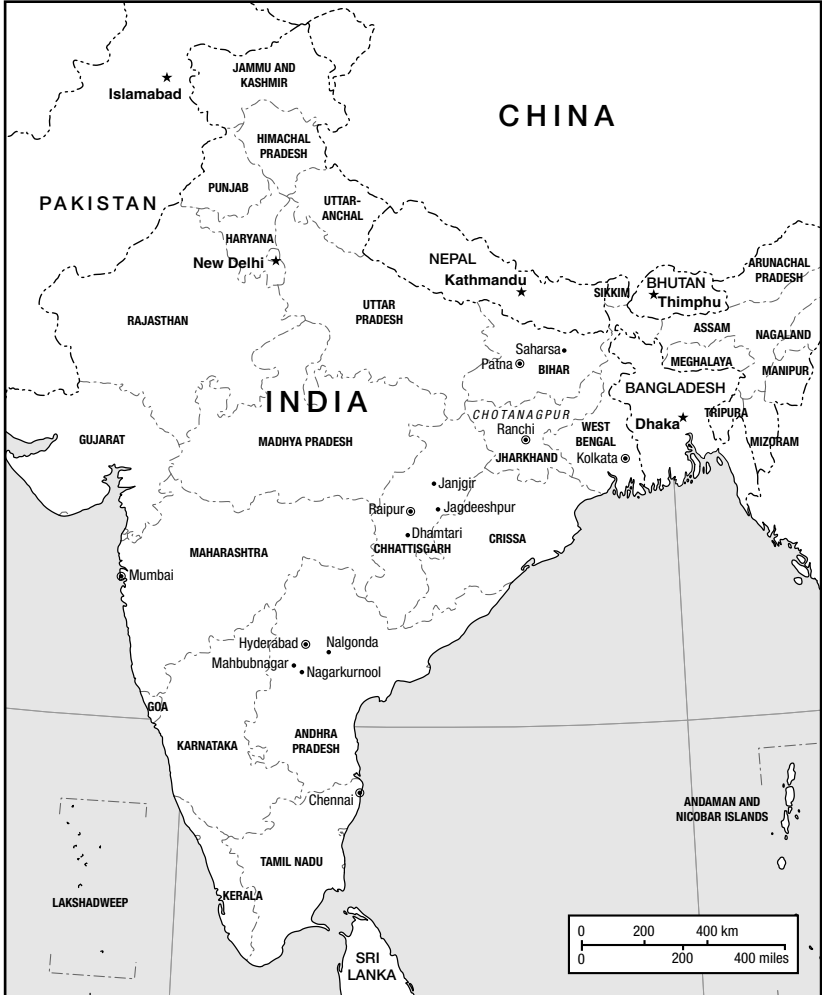 JAMMU AND
KASHMIR
Islamabad
CHINA
HIMACHAL
PRADESH
PUNJAB
PAKISTAN
UTTAR-
ANCHAL
HARYANA
New Delhi
NEPAL
Kathmandu
SIKKIM
BHUTAN
Thimphu
ARUNACHAL
PRADESH
RAJASTHAN
UTTAR
PRADESH
ASSAM
NAGALAND
Saharsa
Patna
BIHAR
MEGHALAYA
MANIPUR
BANGLADESH
INDIA
CHOTANAGPUR
Ranchi
JHARKHAND
WEST
BENGAL
Kolkata
Dhaka
TRIPURA
MIZORAM
GUJARAT
MADHYA PRADESH
Janjgir
Raipur
Jagdeeshpur
Dhamtari
CHHATTISGARH
CRISSA
MAHARASHTRA
Mumbai
Hyderabad
Nalgonda
Mahbubnagar
Nagarkurnool
GOA
KARNATAKA
ANDHRA
PRADESH
Chennai
ANDAMAN AND
NICOBAR ISLANDS
TAMIL NADU
KERALA
LAKSHADWEEP
SRI
LANKA
0 200 400 km
0 200 400 miles